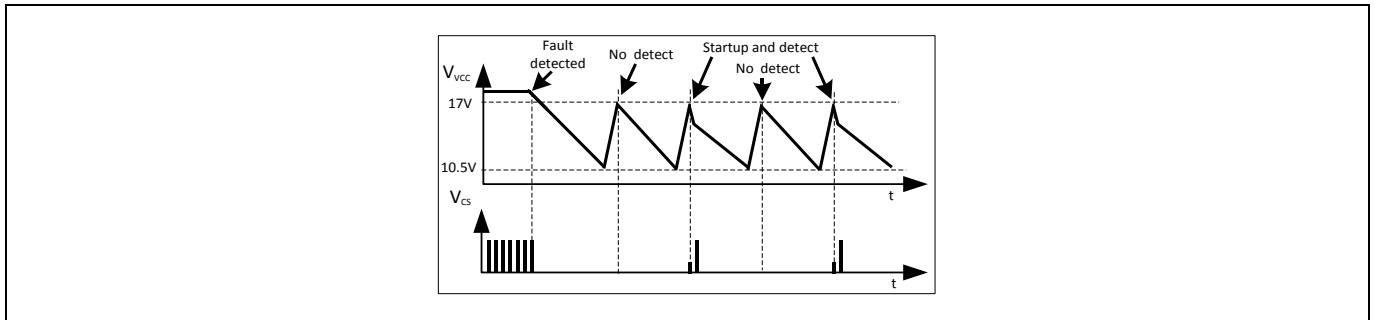 Fault
detected
No detect
Startup and detect
No detect
VVCC
17V
10.5V
t
VCS
t